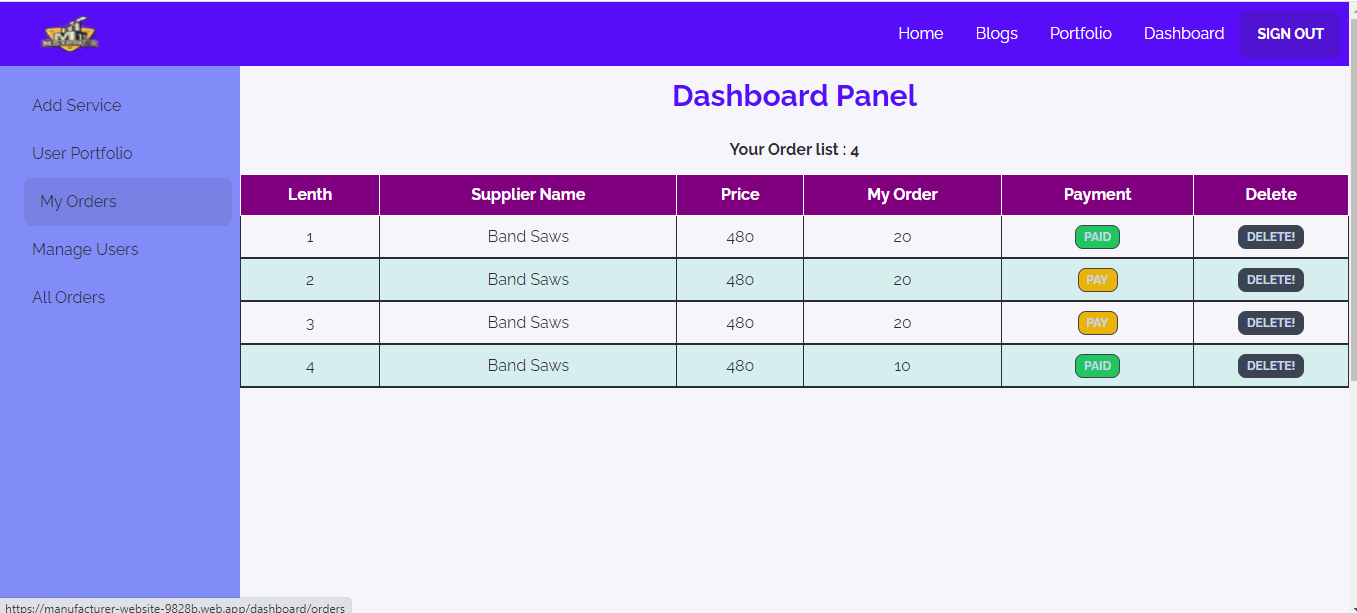 Home Blogs Portfolio Dashboard SIGN OUT
Add Service
User Portfolio
My Orders
Manage Users
All Orders
Dashboard Panel
Your Order list : 4
Lenth Supplier Name Price My Order Payment Delete
1 Band Saws 480 20 PAID DELETE!
2 Band Saws 480 20 PAY DELETE!
3 Band Saws 480 20 PAY DELETE!
4 Band Saws 480 10 PAID DELETE!
https://manufacturer-website-9828b.web.app/dashboard/orders